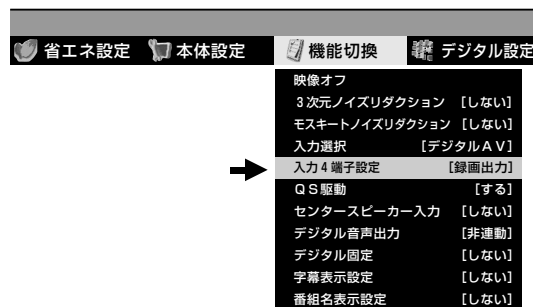 省エネ設定 本体設定 機能切換 デジタル設定
映像オフ
3次元ノイズリダクション [しない]
モスキートノイズリダクション [しない]
入力選択 [デジタルAV]
入力4端子設定 [録画出力]
QS駆動 [する]
センタースピーカー入力 [しない]
デジタル音声出力 [非連動]
デジタル固定 [しない]
字幕表示設定 [しない]
番組名表示設定 [しない]